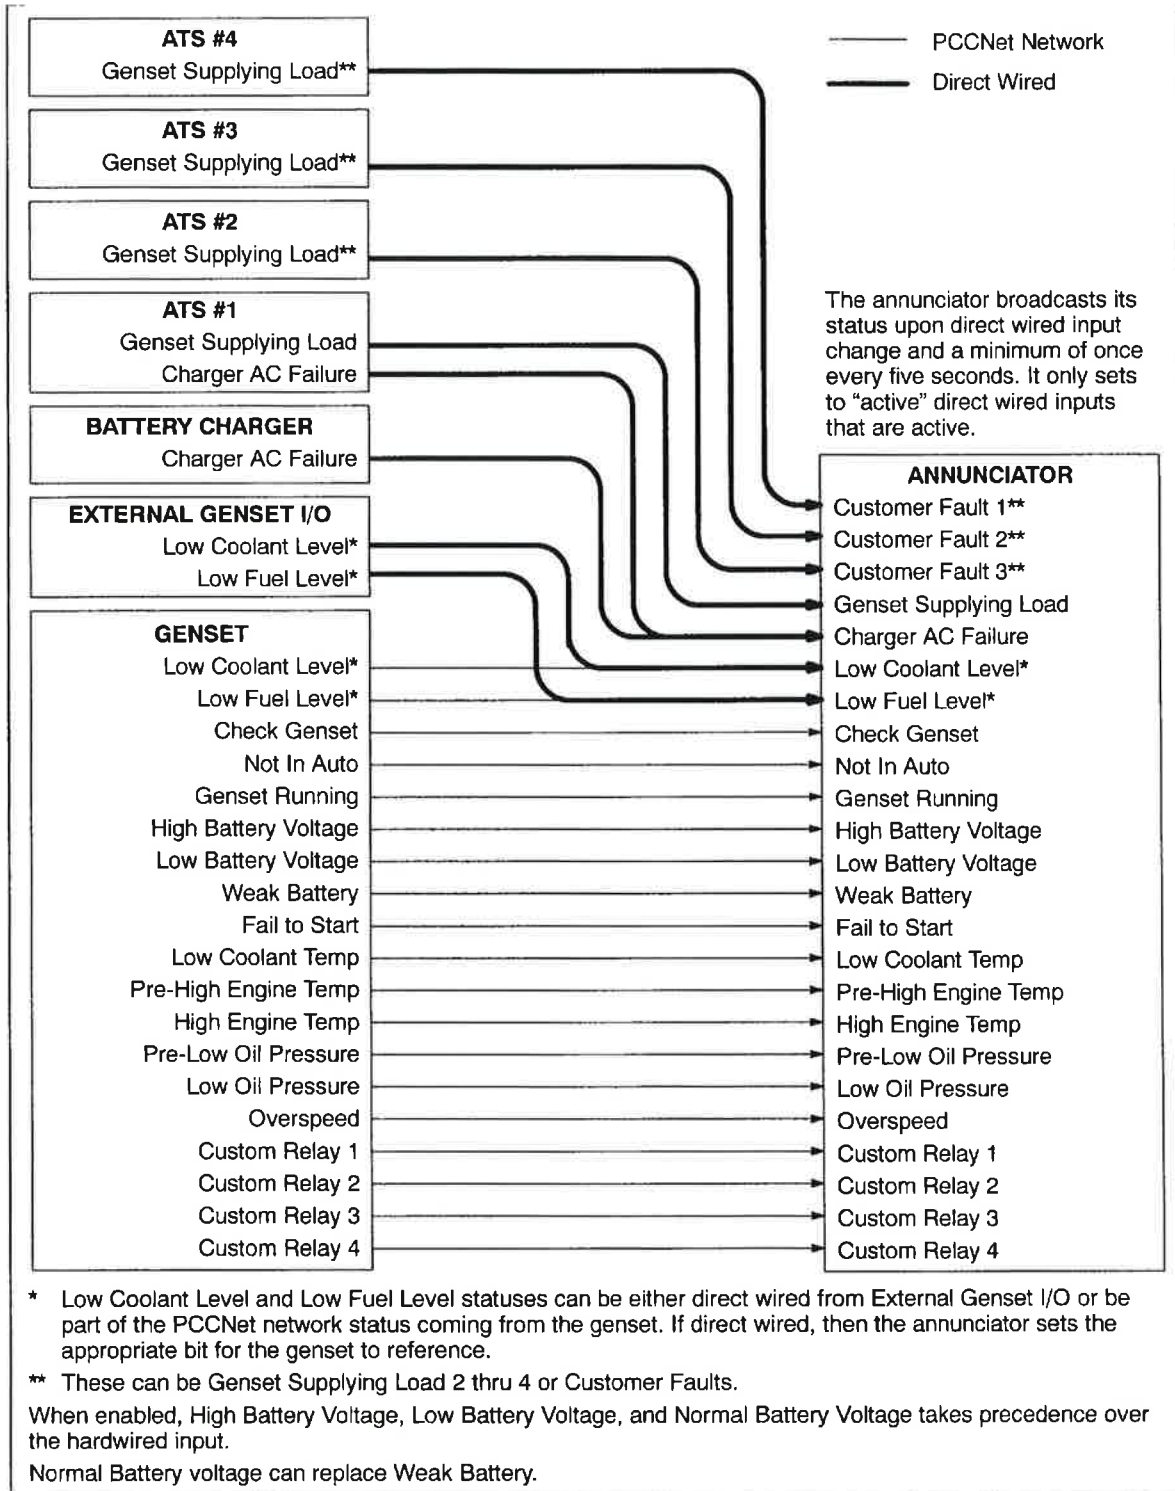 ATS #4
Genset Supplying Load**
PCCNet Network
Direct Wired
ATS #3
Genset Supplying Load**
ATS #2
Genset Supplying Load**
ATS #1
Genset Supplying Load
Charger AC Failure
BATTERY CHARGER
Charger AC Failure
EXTERNAL GENSET I/O
Low Coolant Level*
Low Fuel Level*
GENSET
Low Coolant Level*
Low Fuel Level*
Check Genset
Not In Auto
Genset Running
High Battery Voltage
Low Battery Voltage
Weak Battery
Fail to Start
Low Coolant Temp
Pre-High Engine Temp
High Engine Temp
Pre-Low Oil Pressure
Low Oil Pressure
Overspeed
Custom Relay 1
Custom Relay 2
Custom Relay 3
Custom Relay 4
The annunciator broadcasts its
status upon direct wired input
change and a minimum of once
every five seconds. It only sets
to “active” direct wired inputs
that are active.
ANNUNCIATOR
Customer Fault 1**
Customer Fault 2**
Customer Fault 3**
Genset Supplying Load
Charger AC Failure
Low Coolant Level*
Low Fuel Level*
Check Genset
Not In Auto
Genset Running
High Battery Voltage
Low Battery Voltage
Weak Battery
Fail to Start
Low Coolant Temp
Pre-High Engine Temp
High Engine Temp
Pre-Low Oil Pressure
Low Oil Pressure
Overspeed
Custom Relay 1
Custom Relay 2
Custom Relay 3
Custom Relay 4
* Low Coolant Level and Low Fuel Level statuses can be either direct wired from External Genset I/O or be
part of the PCCNet network status coming from the genset. If direct wired, then the annunciator sets the
appropriate bit for the genset to reference.
** These can be Genset Supplying Load 2 thru 4 or Customer Faults.
When enabled, High Battery Voltage, Low Battery Voltage, and Normal Battery Voltage takes precedence over
the hardwired input.
Normal Battery voltage can replace Weak Battery.